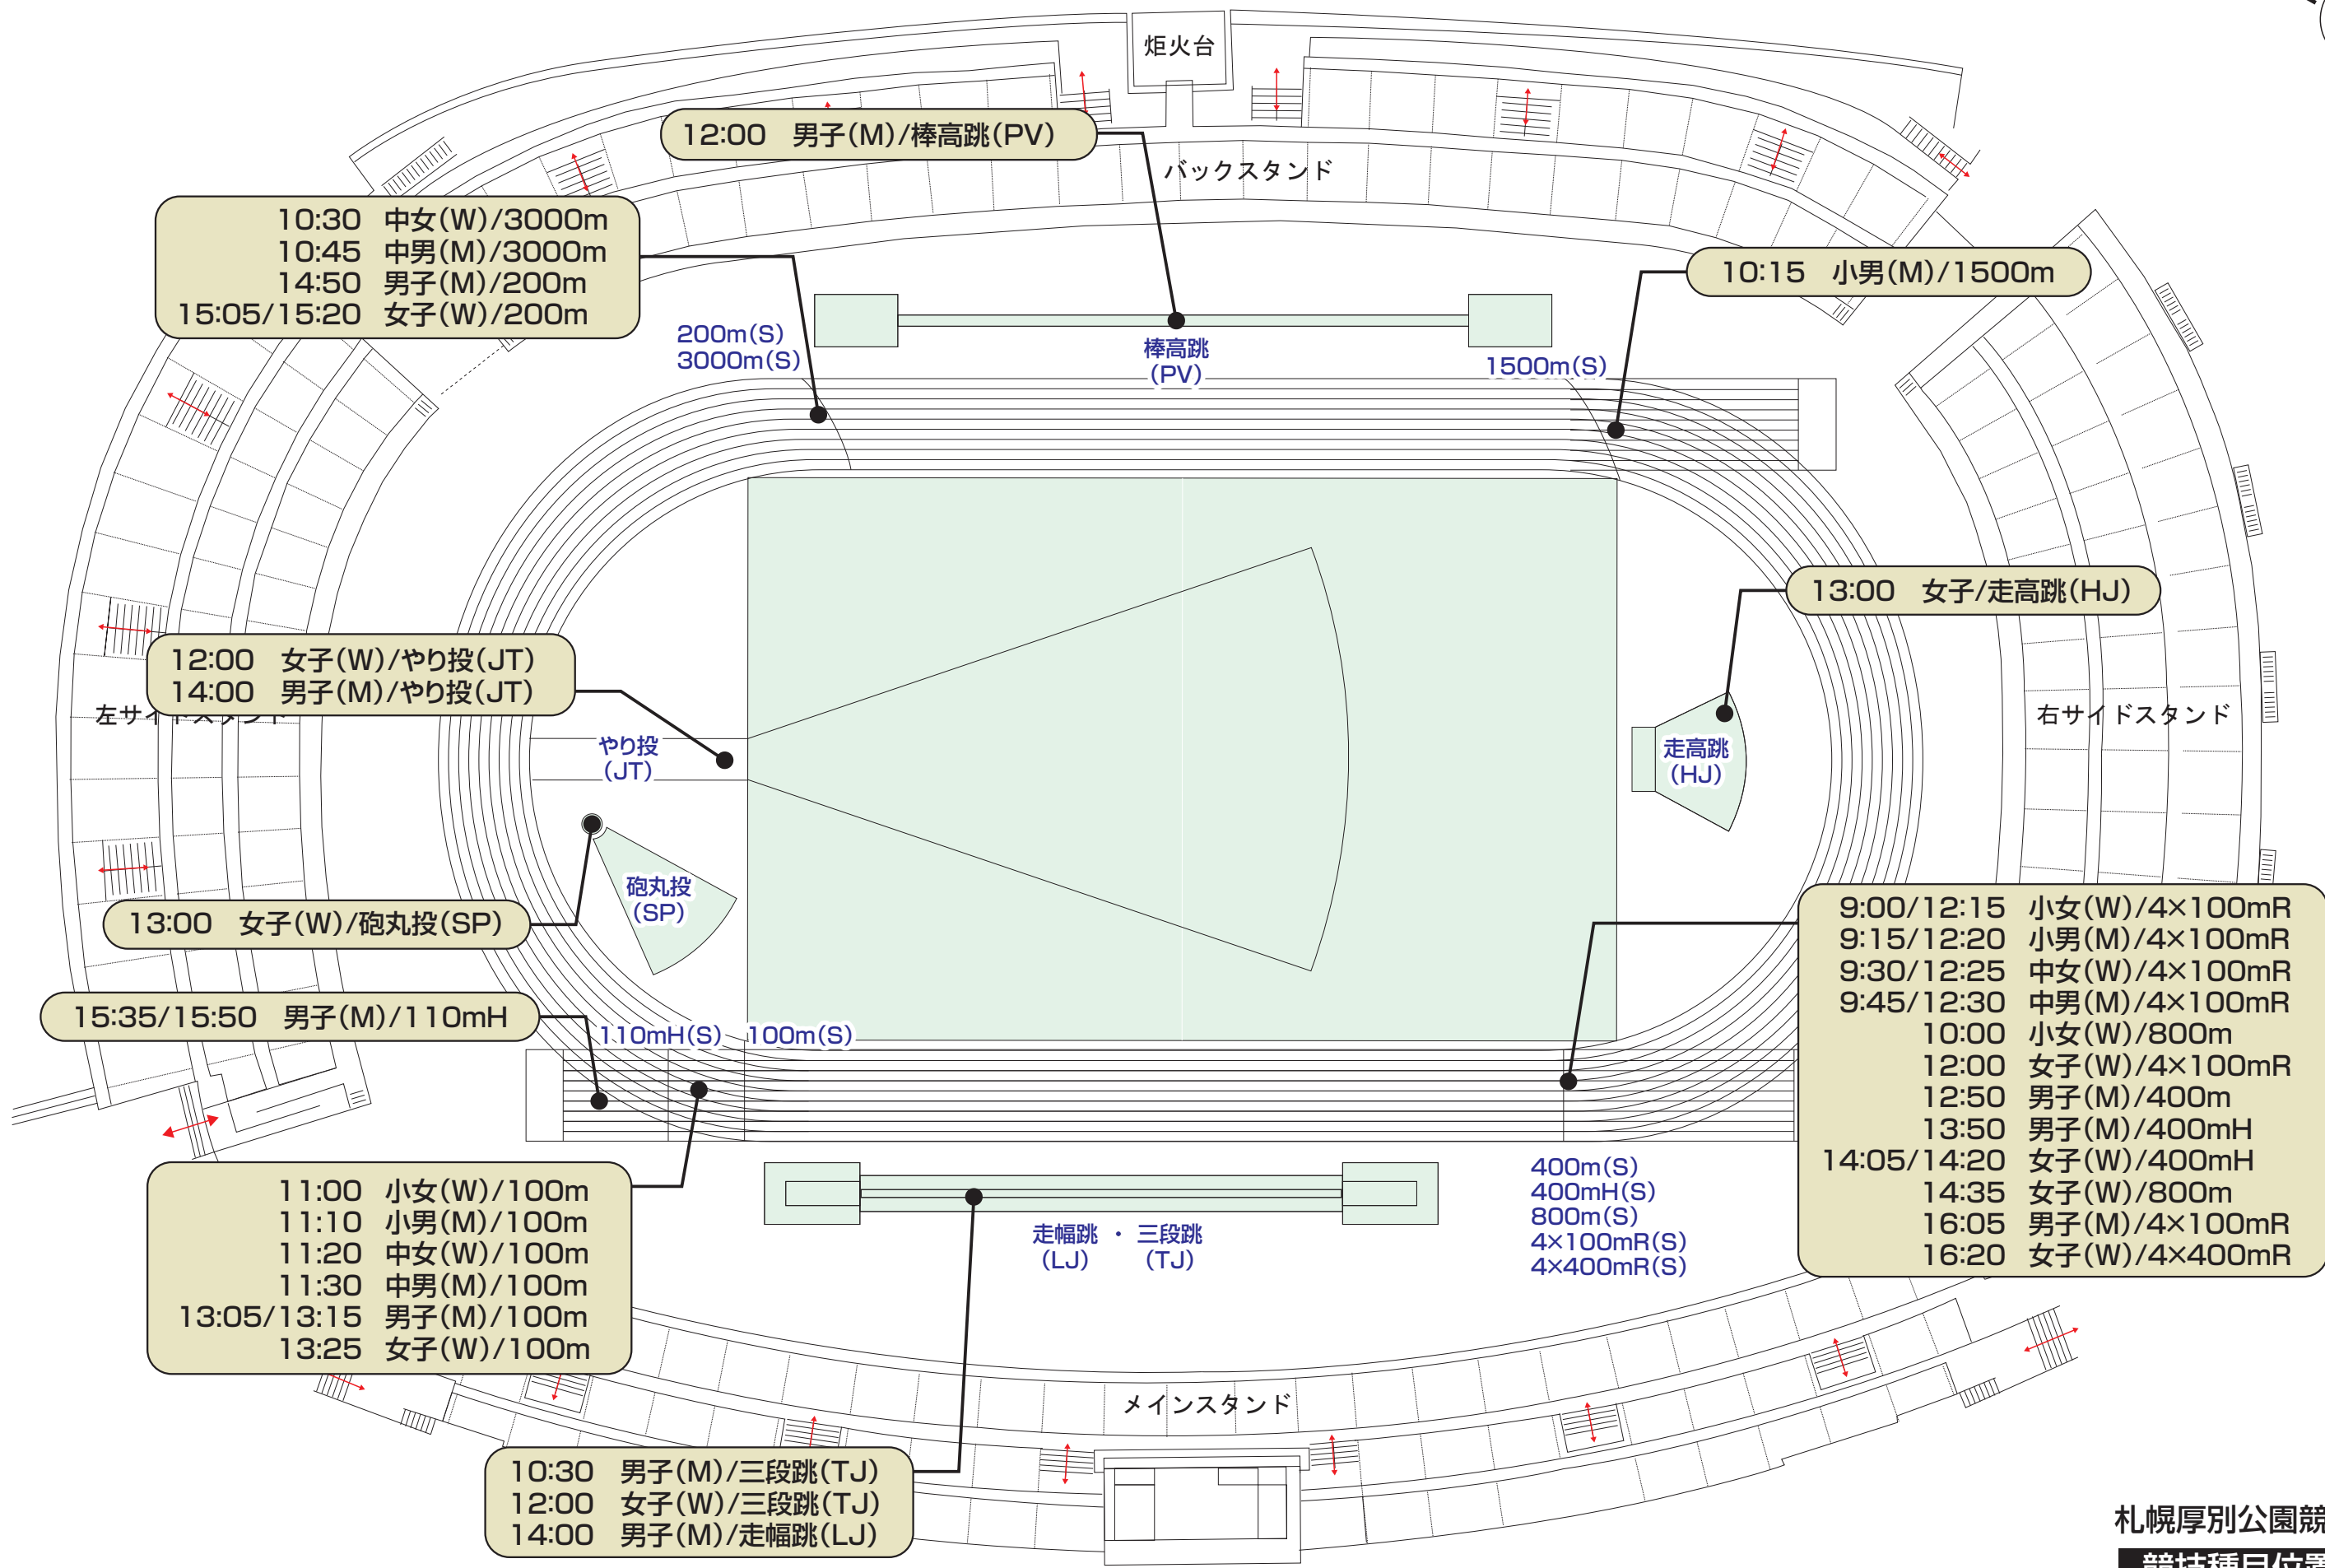 炬火台
12:00 男子(M)/棒高跳(PV)
バックスタンド
10:30 中女(W)/3000m
10:45 中男(M)/3000m
14:50 男子(M)/200m
15:05/15:20 女子(W)/200m
10:15 小男(M)/1500m
200m(S)
3000m(S)
棒高跳
(PV)
1500m(S)
13:00 女子/走高跳(HJ)
12:00 女子(W)/やり投(JT)
14:00 男子(M)/やり投(JT)
左サイドスタンド
右サイドスタンド
やり投
(JT)
走高跳
(HJ)
砲丸投
(SP)
13:00 女子(W)/砲丸投(SP)
9:00/12:15 小女(W)/4×100mR
9:15/12:20 小男(M)/4×100mR
9:30/12:25 中女(W)/4×100mR
9:45/12:30 中男(M)/4×100mR
10:00 小女(W)/800m
12:00 女子(W)/4×100mR
12:50 男子(M)/400m
13:50 男子(M)/400mH
14:05/14:20 女子(W)/400mH
14:35 女子(W)/800m
16:05 男子(M)/4×100mR
16:20 女子(W)/4×400mR
15:35/15:50 男子(M)/110mH
110mH(S) 100m(S)
11:00 小女(W)/100m
11:10 小男(M)/100m
11:20 中女(W)/100m
11:30 中男(M)/100m
13:05/13:15 男子(M)/100m
13:25 女子(W)/100m
走幅跳 ・ 三段跳
(LJ) (TJ)
400m(S)
400mH(S)
800m(S)
4×100mR(S)
4×400mR(S)
メインスタンド
10:30 男子(M)/三段跳(TJ)
12:00 女子(W)/三段跳(TJ)
14:00 男子(M)/走幅跳(LJ)
札幌厚別公園競
競技種目位置